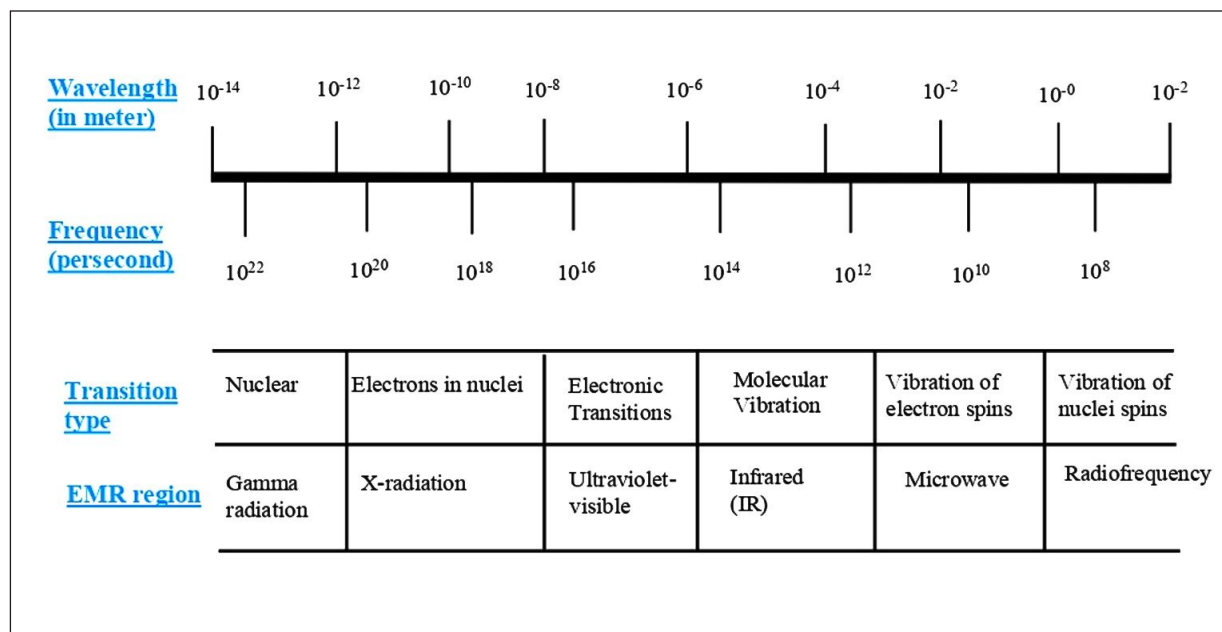 Wavelength
(in meter)
10⁻¹⁴ 10⁻¹² 10⁻¹⁰ 10⁻⁸ 10⁻⁶ 10⁻⁴ 10⁻² 10⁻⁰ 10⁻²
Frequency
(persecond)
10²² 10²⁰ 10¹⁸ 10¹⁶ 10¹⁴ 10¹² 10¹⁰ 10⁸
Transition
type
Nuclear
Electrons in nuclei
Electronic
Transitions
Molecular
Vibration
Vibration of
electron spins
Vibration of
nuclei spins
EMR region
Gamma
radiation
X-radiation
Ultraviolet-
visible
Infrared
(IR)
Microwave
Radiofrequency